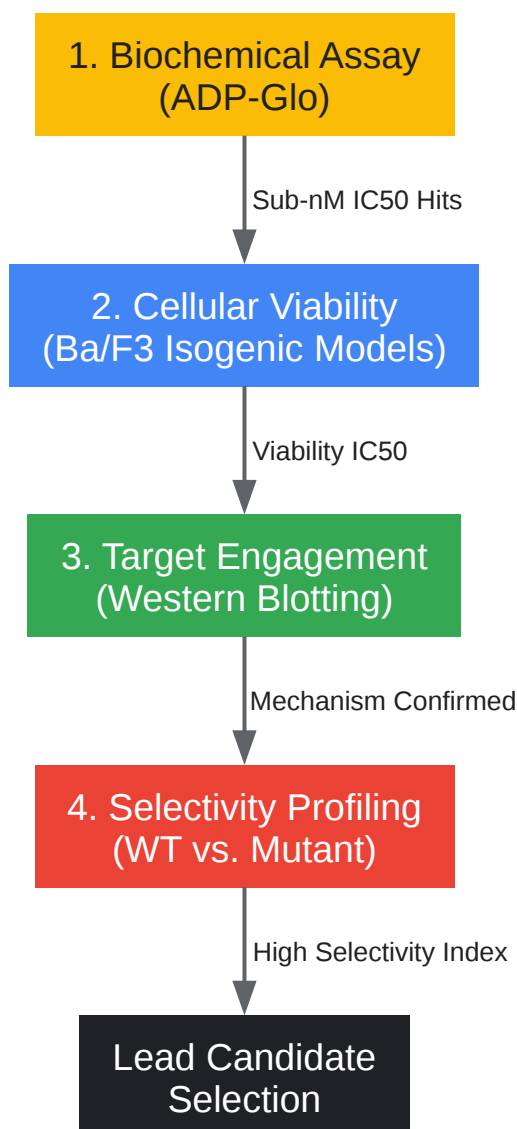 1. Biochemical Assay
(ADP-Glo)
Sub-nM IC50 Hits
2. Cellular Viability
(Ba/F3 Isogenic Models)
Viability IC50
3. Target Engagement
(Western Blotting)
Mechanism Confirmed
4. Selectivity Profiling
(WT vs. Mutant)
High Selectivity Index
Lead Candidate
Selection